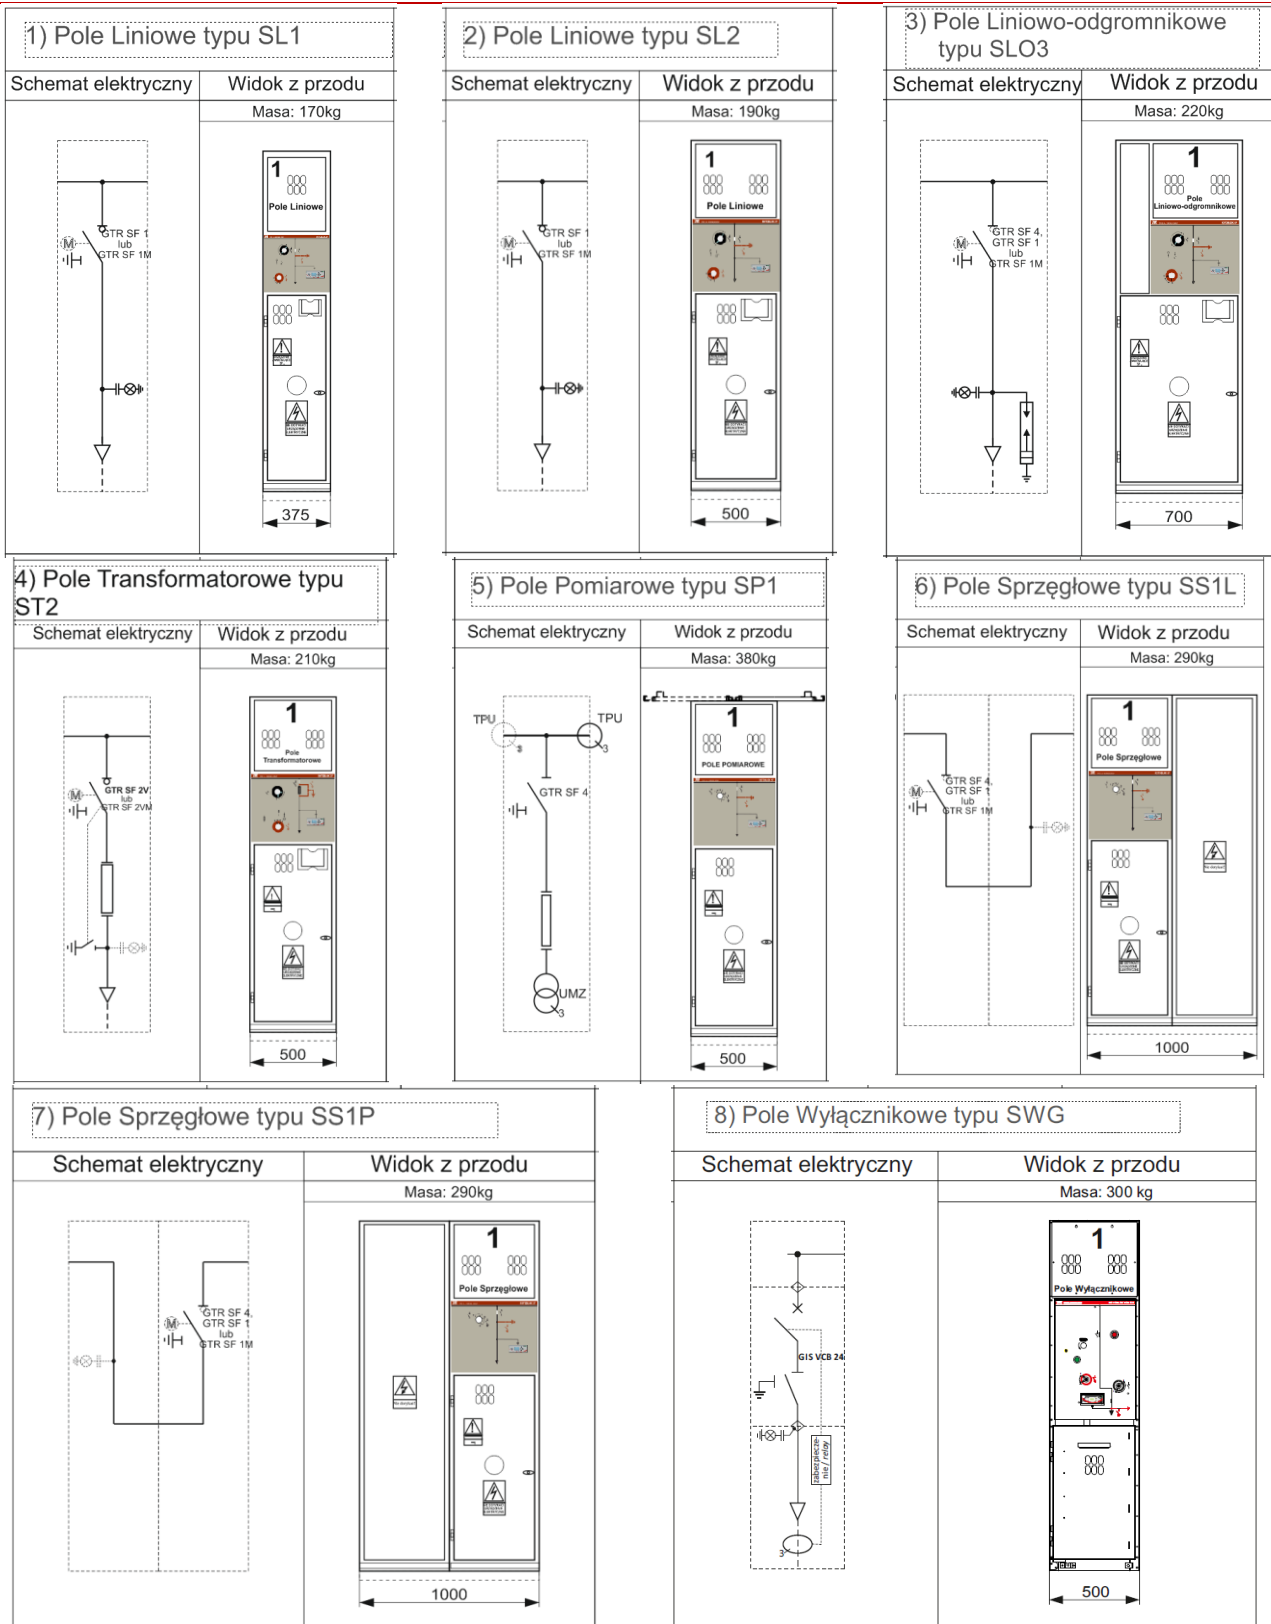 1) Pole Liniowe typu SL1
Schemat elektryczny
Widok z przodu
Masa: 170kg
GTR SF 1
lub
GTR SF 1M
M
1
Pole Liniowe
375
2) Pole Liniowe typu SL2
Schemat elektryczny
Widok z przodu
Masa: 190kg
GTR SF 1
lub
GTR SF 1M
M
1
Pole Liniowe
500
3) Pole Liniowo-odgromnikowe
typu SLO3
Schemat elektryczny
Widok z przodu
Masa: 220kg
GTR SF 4,
GTR SF 1
lub
GTR SF 1M
M
1
Pole
Liniowo-odgromnikowe
700
4) Pole Transformatorowe typu
ST2
Schemat elektryczny
Widok z przodu
Masa: 210kg
GTR SF 2V
lub
GTR SF 2VM
M
1
Pole
Transformatorowe
500
5) Pole Pomiarowe typu SP1
Schemat elektryczny
Widok z przodu
Masa: 380kg
TPU
3
TPU
3
GTR SF 4
UMZ
3
1
POLE POMIAROWE
500
6) Pole Sprzęgłowe typu SS1L
Schemat elektryczny
Widok z przodu
Masa: 290kg
GTR SF 4,
GTR SF 1
lub
GTR SF 1M
M
1
Pole Sprzęgłowe
1000
7) Pole Sprzęgłowe typu SS1P
Schemat elektryczny
Widok z przodu
Masa: 290kg
GTR SF 4,
GTR SF 1
lub
GTR SF 1M
M
1
Pole Sprzęgłowe
1000
8) Pole Wyłącznikowe typu SWG
Schemat elektryczny
Widok z przodu
Masa: 300 kg
GIS VCB 24
zabezpiecze-
nie / relay
3
1
Pole Wyłącznikowe
500